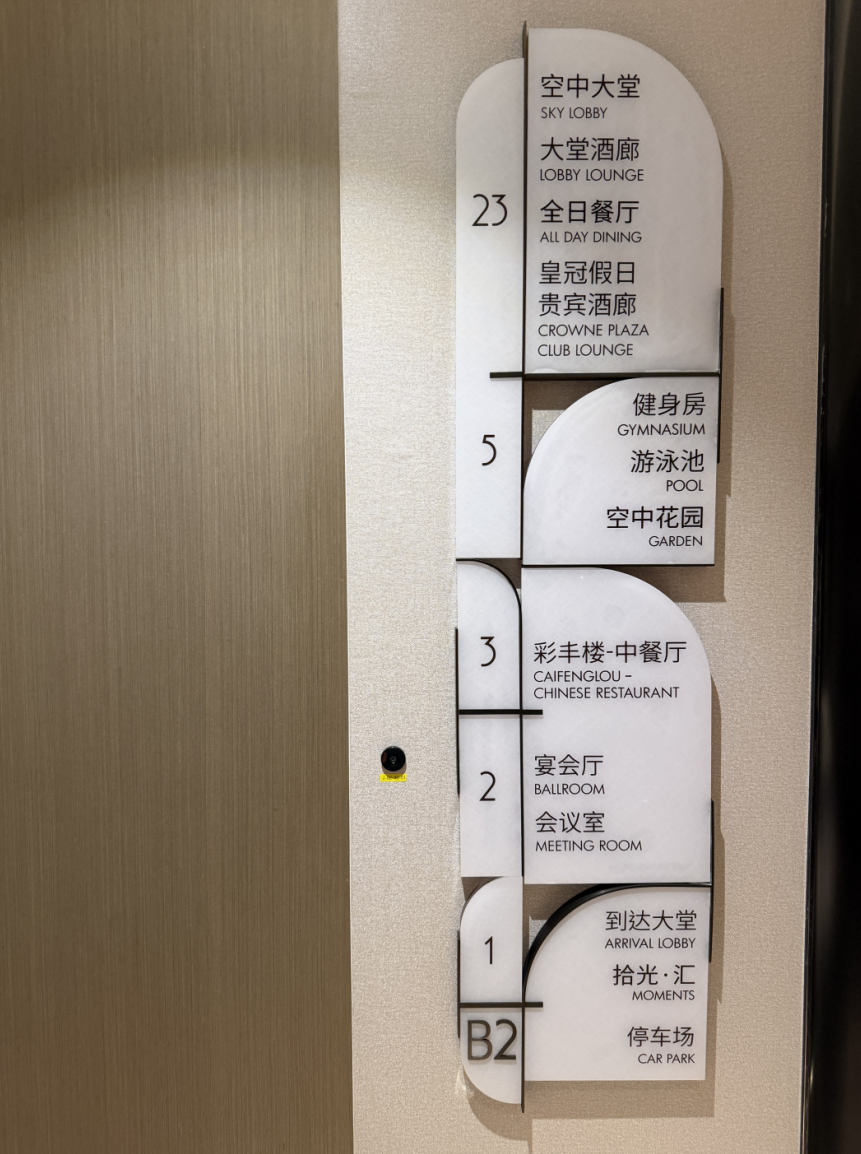 23
空中大堂
SKY LOBBY
大堂酒廊
LOBBY LOUNGE
全日餐厅
ALL DAY DINING
皇冠假日
贵宾酒廊
CROWNE PLAZA
CLUB LOUNGE
5
健身房
GYMNASIUM
游泳池
POOL
空中花园
GARDEN
3
彩丰楼-中餐厅
CAIFENGLOU –
CHINESE RESTAURANT
2
宴会厅
BALLROOM
会议室
MEETING ROOM
1
到达大堂
ARRIVAL LOBBY
拾光·汇
MOMENTS
B2
停车场
CAR PARK